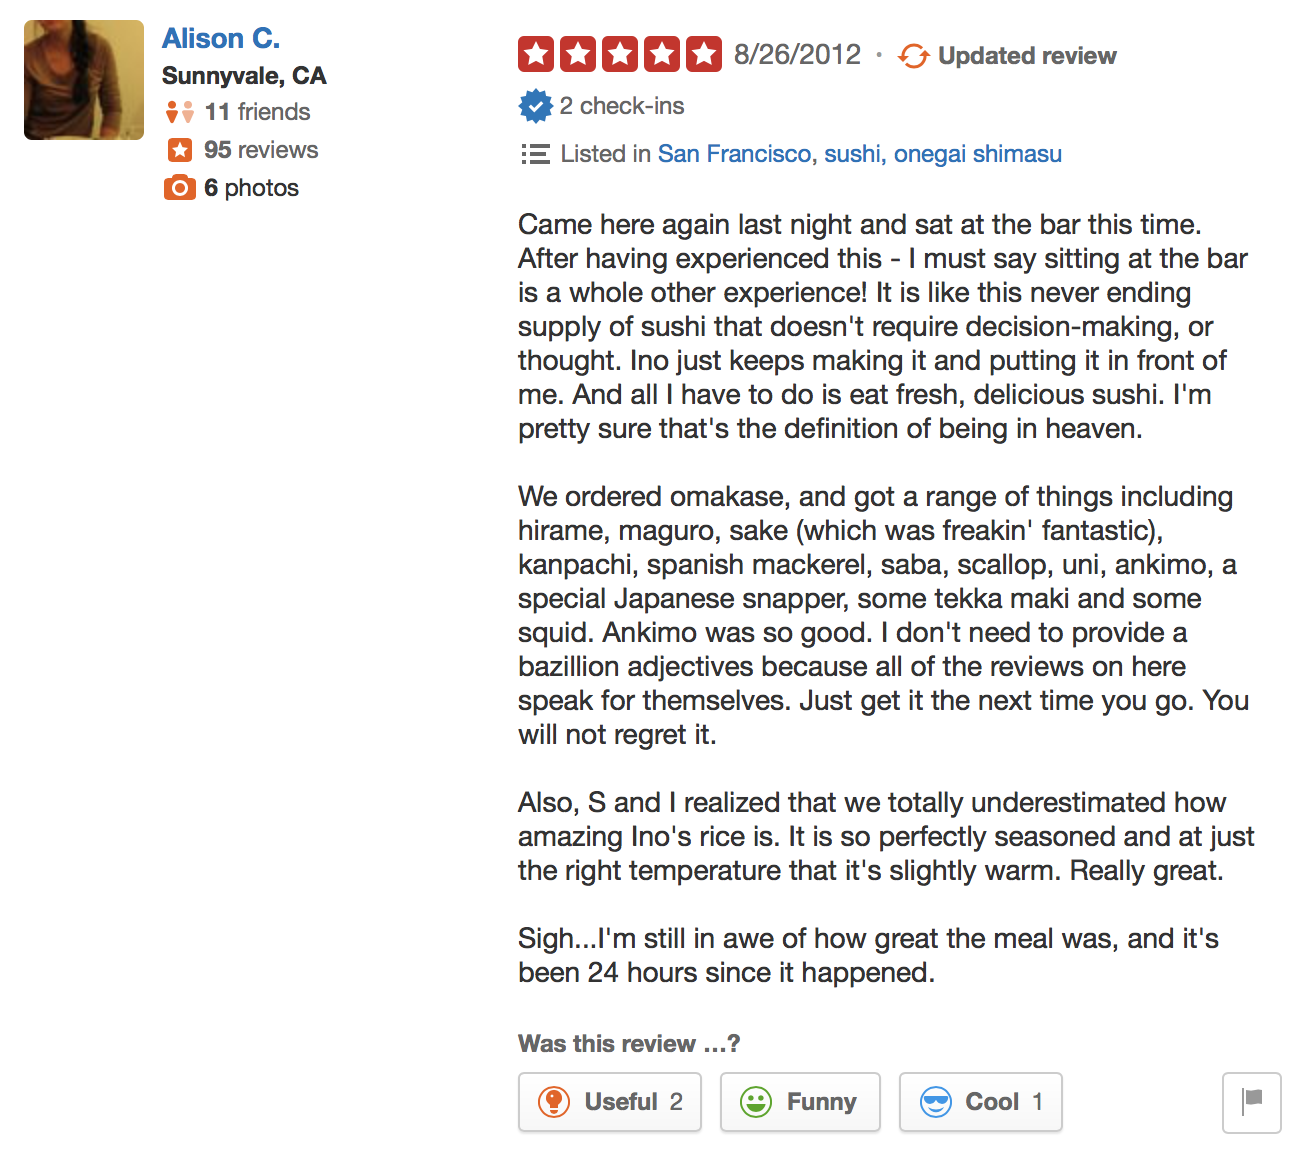 Alison C.
Sunnyvale, CA
11 friends
95 reviews
6 photos
8/26/2012 · Updated review
2 check-ins
Listed in San Francisco, sushi, onegai shimasu
Came here again last night and sat at the bar this time.
After having experienced this - I must say sitting at the bar
is a whole other experience! It is like this never ending
supply of sushi that doesn't require decision-making, or
thought. Ino just keeps making it and putting it in front of
me. And all I have to do is eat fresh, delicious sushi. I'm
pretty sure that's the definition of being in heaven.
We ordered omakase, and got a range of things including
hirame, maguro, sake (which was freakin' fantastic),
kanpachi, spanish mackerel, saba, scallop, uni, ankimo, a
special Japanese snapper, some tekka maki and some
squid. Ankimo was so good. I don't need to provide a
bazillion adjectives because all of the reviews on here
speak for themselves. Just get it the next time you go. You
will not regret it.
Also, S and I realized that we totally underestimated how
amazing Ino's rice is. It is so perfectly seasoned and at just
the right temperature that it's slightly warm. Really great.
Sigh...I'm still in awe of how great the meal was, and it's
been 24 hours since it happened.
Was this review ...?
Useful 2
Funny
Cool 1